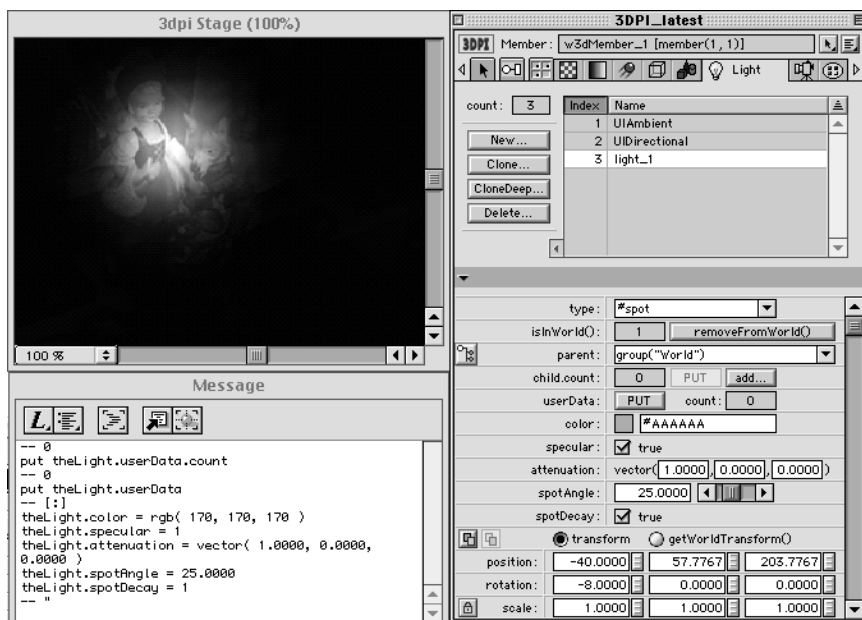 3dpi Stage (100%)
100 %
Message
L
-- 0
put theLight.userData.count
-- 0
put theLight.userData
-- [:]
theLight.color = rgb( 170, 170, 170 )
theLight.specular = 1
theLight.attenuation = vector( 1.0000, 0.0000,
0.0000 )
theLight.spotAngle = 25.0000
theLight.spotDecay = 1
-- "
3DPI_latest
3DPI Member: w3dMember_1 [member(1,1)]
Light
count: 3
Index Name
1 UIAmbient
2 UIDirectional
3 light_1
New...
Clone...
CloneDeep...
Delete...
type: #spot
isInWorld(): 1 removeFromWorld()
parent: group("World")
child.count: 0 PUT add...
userData: PUT count: 0
color: #AAAAAA
specular: true
attenuation: vector( 1.0000 , 0.0000 , 0.0000 )
spotAngle: 25.0000
spotDecay: true
transform getWorldTransform()
position: -40.0000 57.7767 203.7767
rotation: -8.0000 0.0000 0.0000
scale: 1.0000 1.0000 1.0000